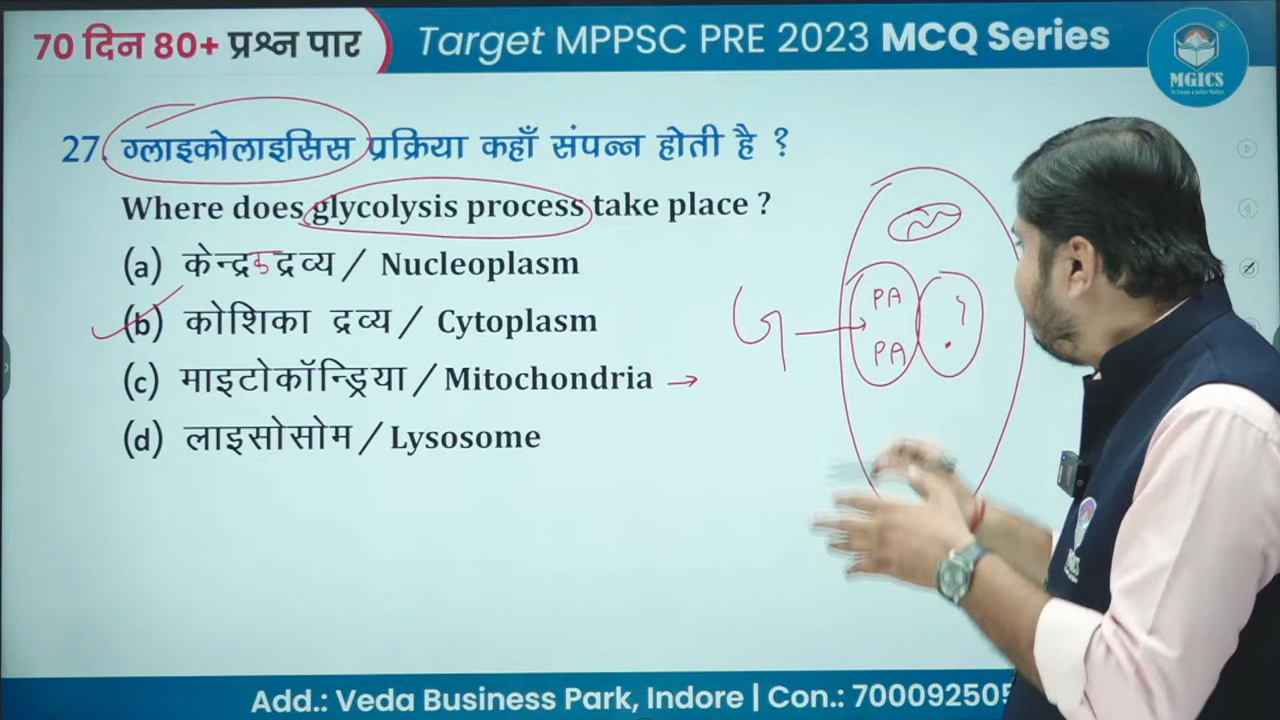 70 दिन 80+ प्रश्न पार
Target MPPSC PRE 2023 MCQ Series
MGICS
27. ग्लाइकोलाइसिस प्रक्रिया कहाँ संपन्न होती है ?
Where does glycolysis process take place ?
(a) केन्द्रकद्रव्य / Nucleoplasm
(b) कोशिका द्रव्य / Cytoplasm
(c) माइटोकॉन्ड्रिया / Mitochondria →
(d) लाइसोसोम / Lysosome
G → PA
PA
Add.: Veda Business Park, Indore | Con.: 700092505